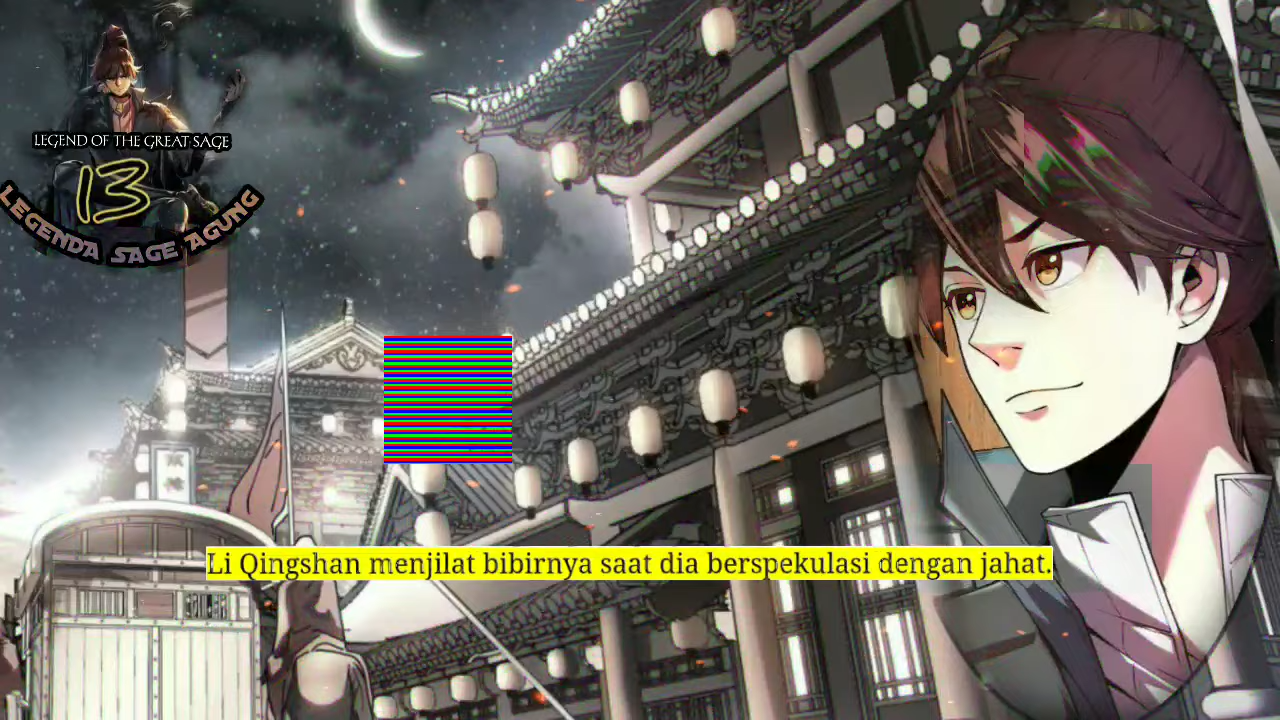 LEGEND OF THE GREAT SAGE
13
LEGENDA SAGE AGUNG
Li Qingshan menjilat bibirnya saat dia berspekulasi dengan jahat.